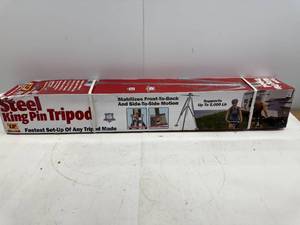 Steel
King Pin Tripod
Fastest Set-Up Of Any Tripod Made
Stabilizes Front-To-Back
And Side-To-Side Motion
Supports
Up To 5,000 Lb